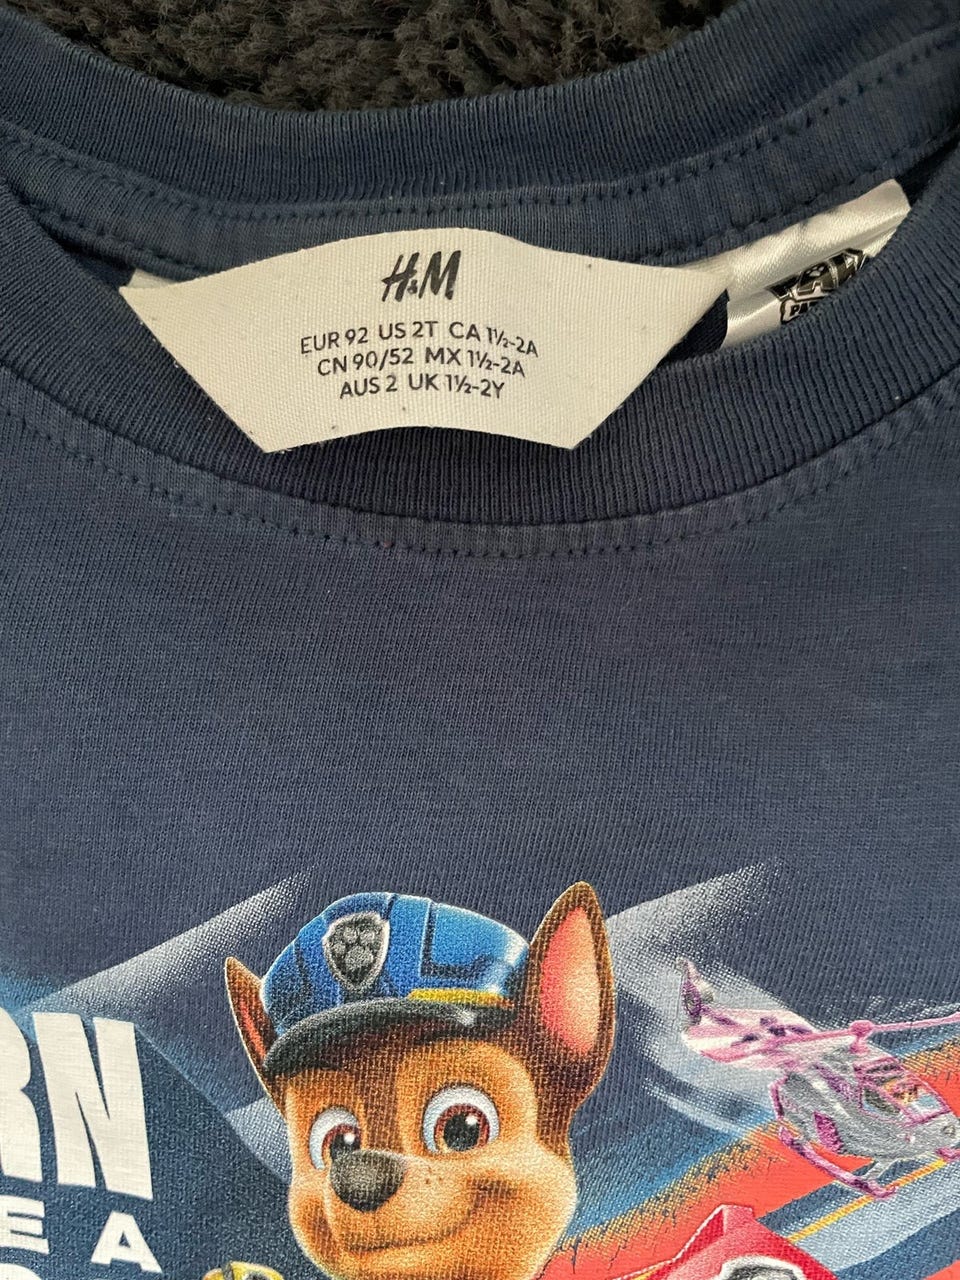 H&M
EUR 92 US 2T CA 1½-2A
CN 90/52 MX 1½-2A
AUS 2 UK 1½-2Y
PAW
RN
E A